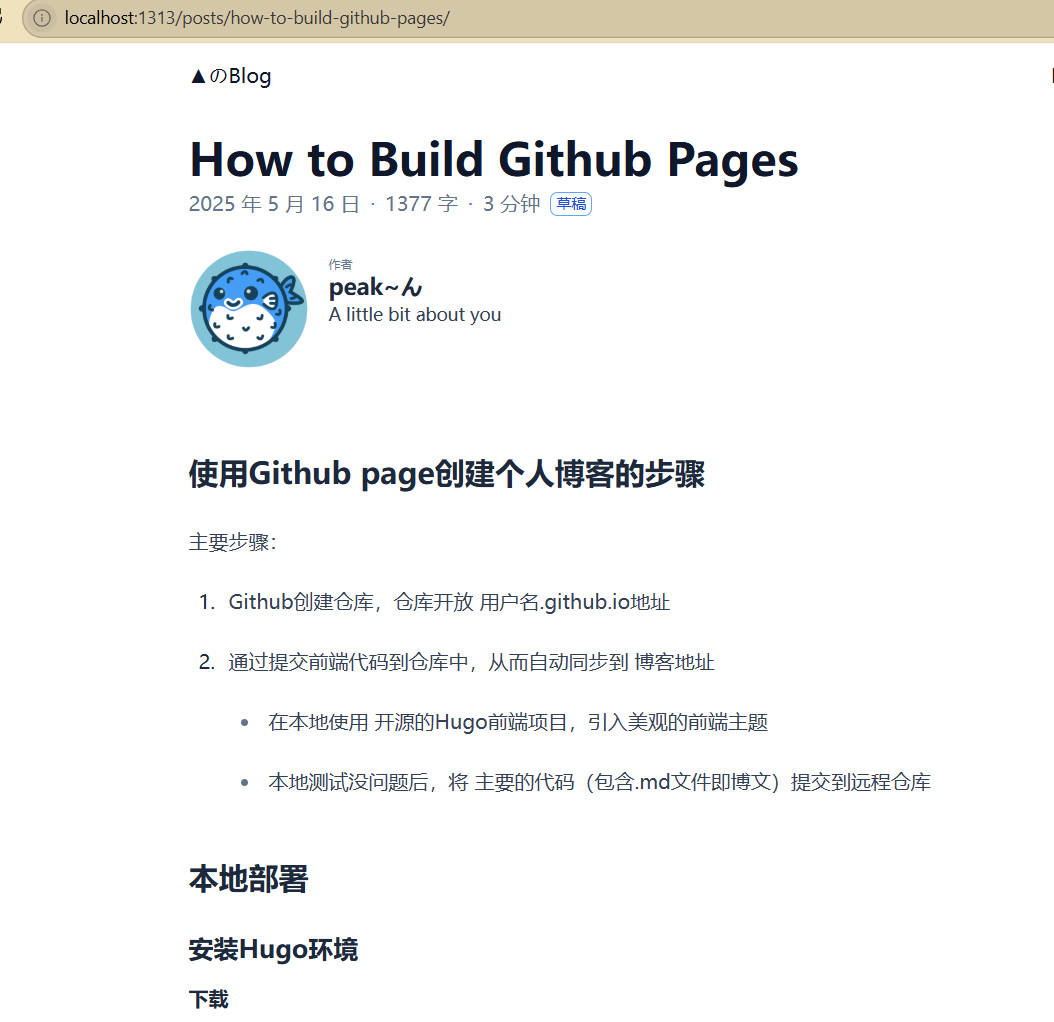 localhost:1313/posts/how-to-build-github-pages/
▲のBlog
How to Build Github Pages
2025 年 5 月 16 日 · 1377 字 · 3 分钟 草稿
作者
peak~ん
A little bit about you
使用Github page创建个人博客的步骤
主要步骤：
1. Github创建仓库，仓库开放 用户名.github.io地址
2. 通过提交前端代码到仓库中，从而自动同步到 博客地址
• 在本地使用 开源的Hugo前端项目，引入美观的前端主题
• 本地测试没问题后，将 主要的代码（包含.md文件即博文）提交到远程仓库
本地部署
安装Hugo环境
下载